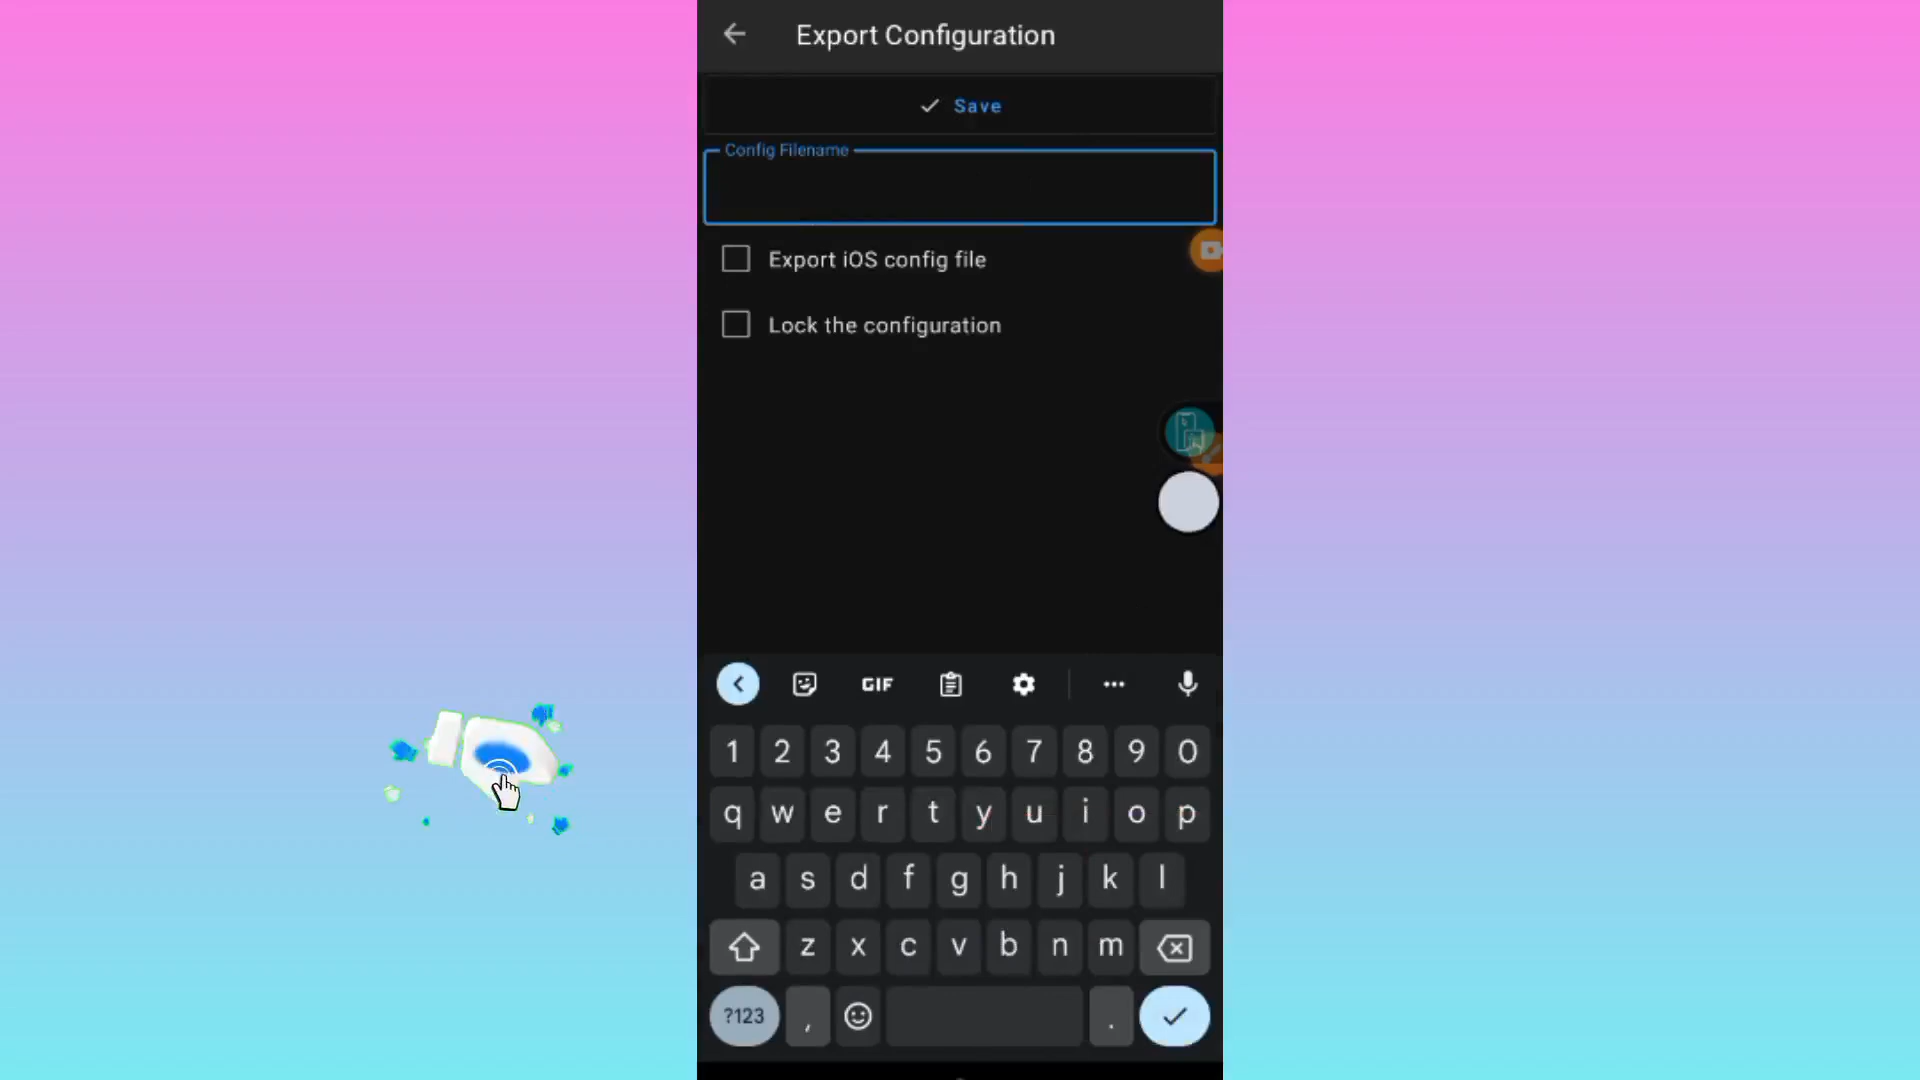 Export Configuration
Save
Config Filename
Export iOS config file
Lock the configuration
GIF
1 2 3 4 5 6 7 8 9 0
q w e r t y u i o p
a s d f g h j k l
z x c v b n m
?123 , .